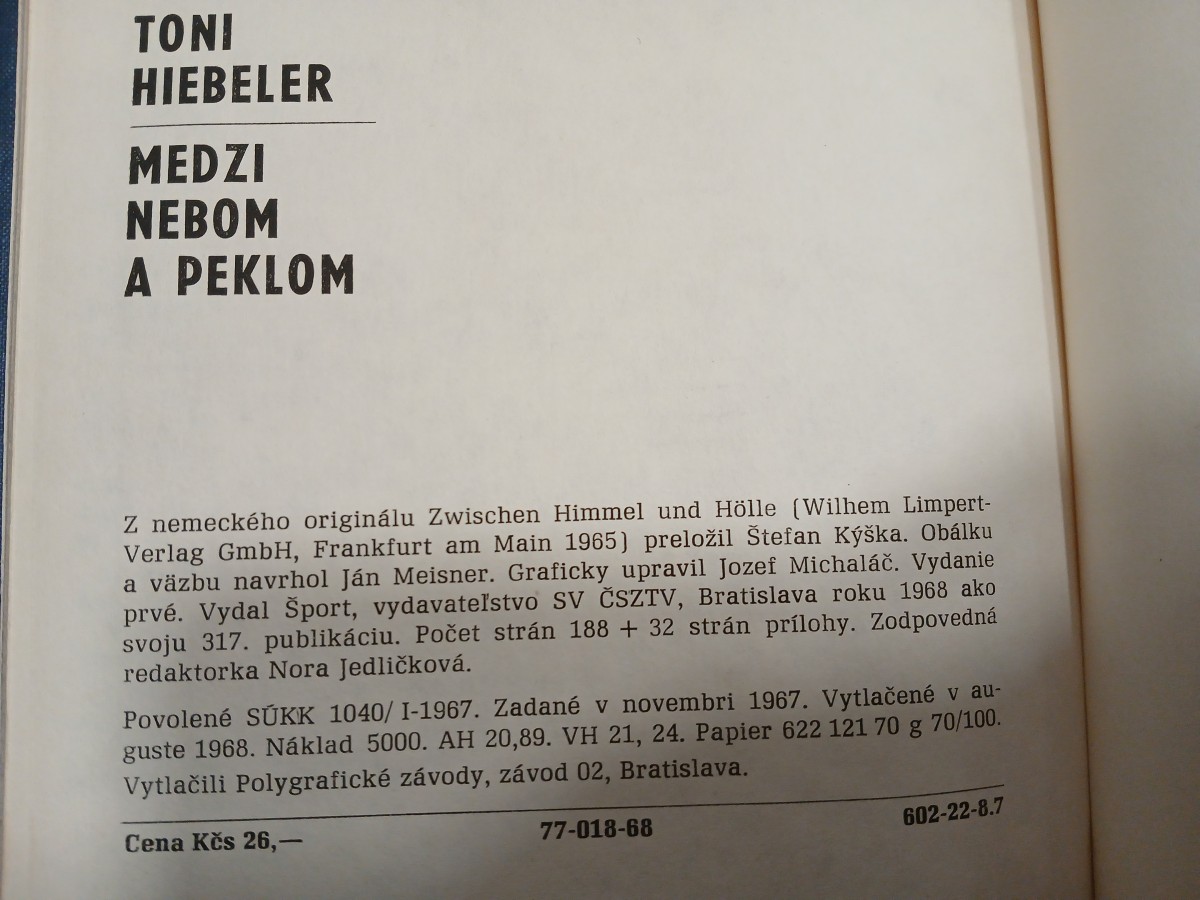 TONI
HIEBELER
MEDZI
NEBOM
A PEKLOM
Z nemeckého originálu Zwischen Himmel und Hölle (Wilhem Limpert-
Verlag GmbH, Frankfurt am Main 1965) preložil Štefan Kýška. Obálku
a väzbu navrhol Ján Meisner. Graficky upravil Jozef Michaláč. Vydanie
prvé. Vydal Šport, vydavateľstvo SV ČSZTV, Bratislava roku 1968 ako
svoju 317. publikáciu. Počet strán 188 + 32 strán prílohy. Zodpovedná
redaktorka Nora Jedličková.
Povolené SÚKK 1040/I-1967. Zadané v novembri 1967. Vytlačené v au-
guste 1968. Náklad 5000. AH 20,89. VH 21, 24. Papier 622 121 70 g 70/100.
Vytlačili Polygrafické závody, závod 02, Bratislava.
Cena Kčs 26,— 77-018-68 602-22-8.7